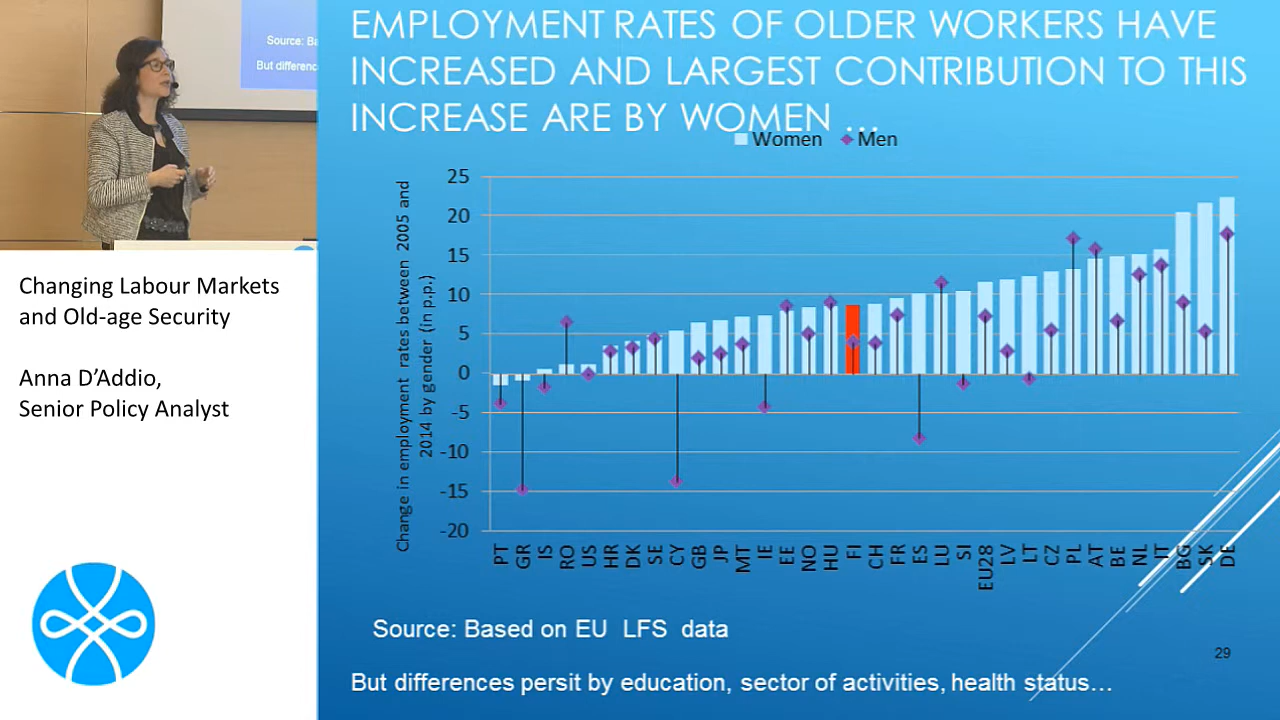 Source: Ba
But differenc
EMPLOYMENT RATES OF OLDER WORKERS HAVE
INCREASED AND LARGEST CONTRIBUTION TO THIS
INCREASE ARE BY WOMEN ...
Women Men
Change in employment rates between 2005 and
2014 by gender (in p.p.)
25
20
15
10
5
0
-5
-10
-15
-20
PT GR IS RO US HR DK SE CY GB JP MT IE EE NO HU FI CH FR ES LU SI EU28 LV LT CZ PL AT BE NL IT BG SK DE
Source: Based on EU LFS data
29
But differences persit by education, sector of activities, health status...
Changing Labour Markets
and Old-age Security
Anna D'Addio,
Senior Policy Analyst